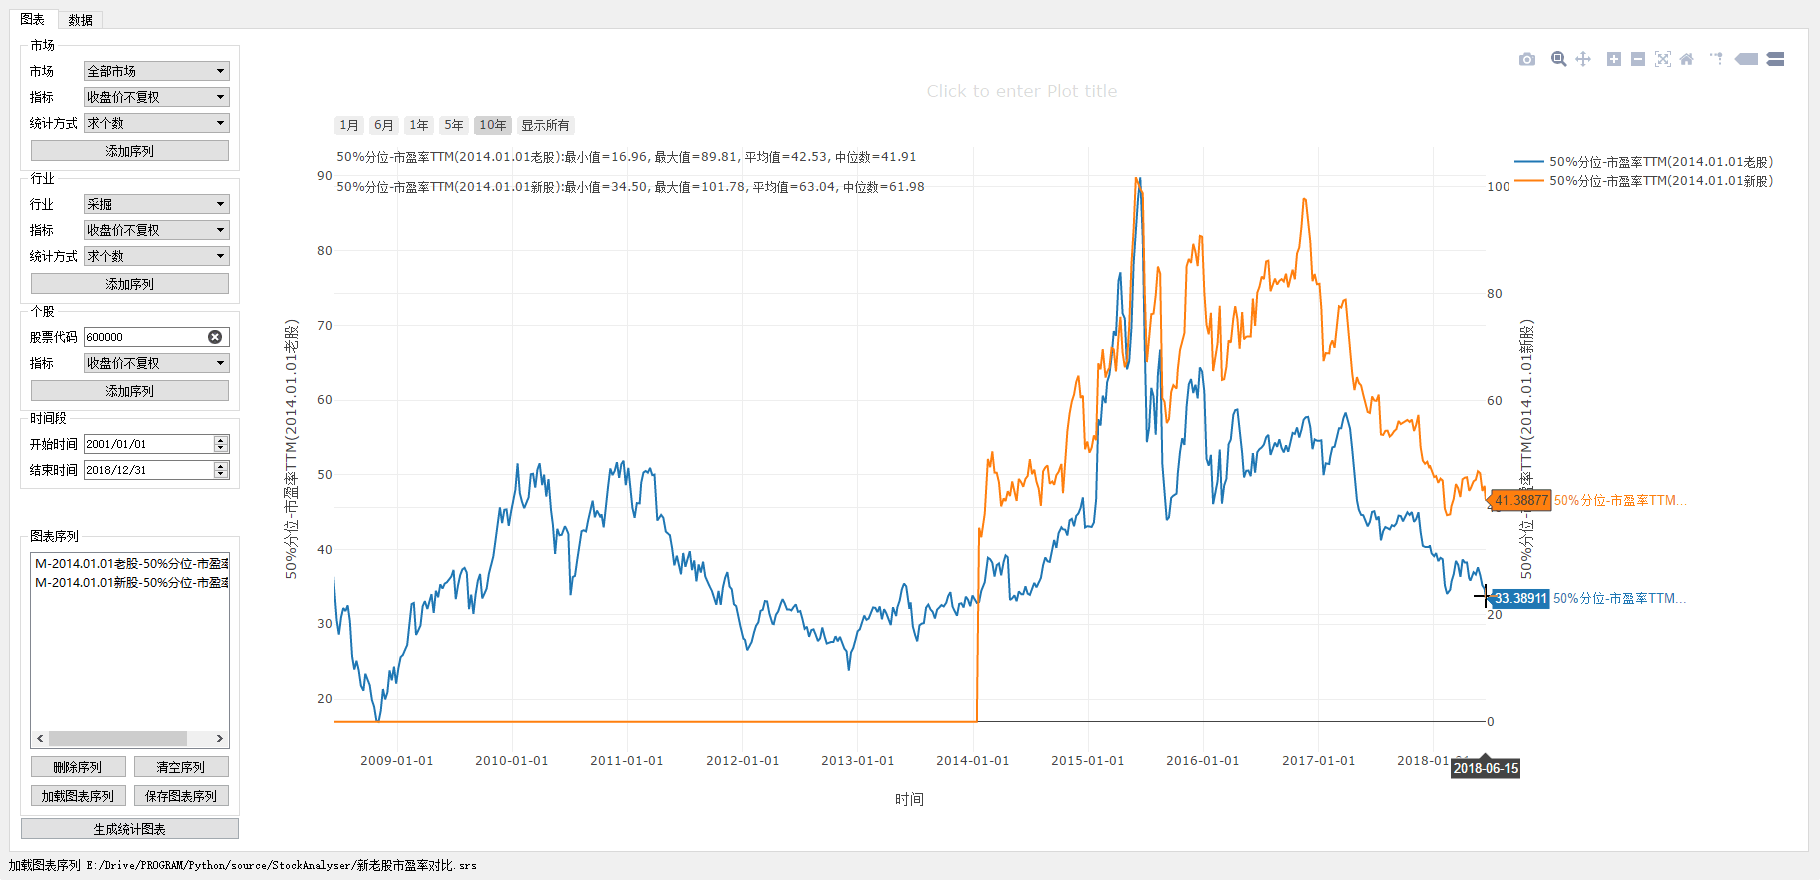 图表 数据
市场
市场 全部市场
指标 收盘价不复权
统计方式 求个数
添加序列
行业
行业 采掘
指标 收盘价不复权
统计方式 求个数
添加序列
个股
股票代码 600000
指标 收盘价不复权
添加序列
时间段
开始时间 2001/01/01
结束时间 2018/12/31
图表序列
M-2014.01.01老股-50%分位-市盈率
M-2014.01.01新股-50%分位-市盈率
删除序列 清空序列
加载图表序列 保存图表序列
生成统计图表
Click to enter Plot title
1月 6月 1年 5年 10年 显示所有
50%分位-市盈率TTM(2014.01.01老股):最小值=16.96, 最大值=89.81, 平均值=42.53, 中位数=41.91
50%分位-市盈率TTM(2014.01.01新股):最小值=34.50, 最大值=101.78, 平均值=63.04, 中位数=61.98
50%分位-市盈率TTM(2014.01.01老股)
50%分位-市盈率TTM(2014.01.01新股)
50%分位-市盈率TTM(2014.01.01老股)
90
80
70
60
50
40
30
20
100
80
60
20
0
50%分位-市盈率TTM(2014.01.01新股)
41.38877 50%分位-市盈率TTM...
33.38911 50%分位-市盈率TTM...
2009-01-01 2010-01-01 2011-01-01 2012-01-01 2013-01-01 2014-01-01 2015-01-01 2016-01-01 2017-01-01 2018-01-01
2018-06-15
时间
加载图表序列 E:/Drive/PROGRAM/Python/source/StockAnalyser/新老股市盈率对比.srs